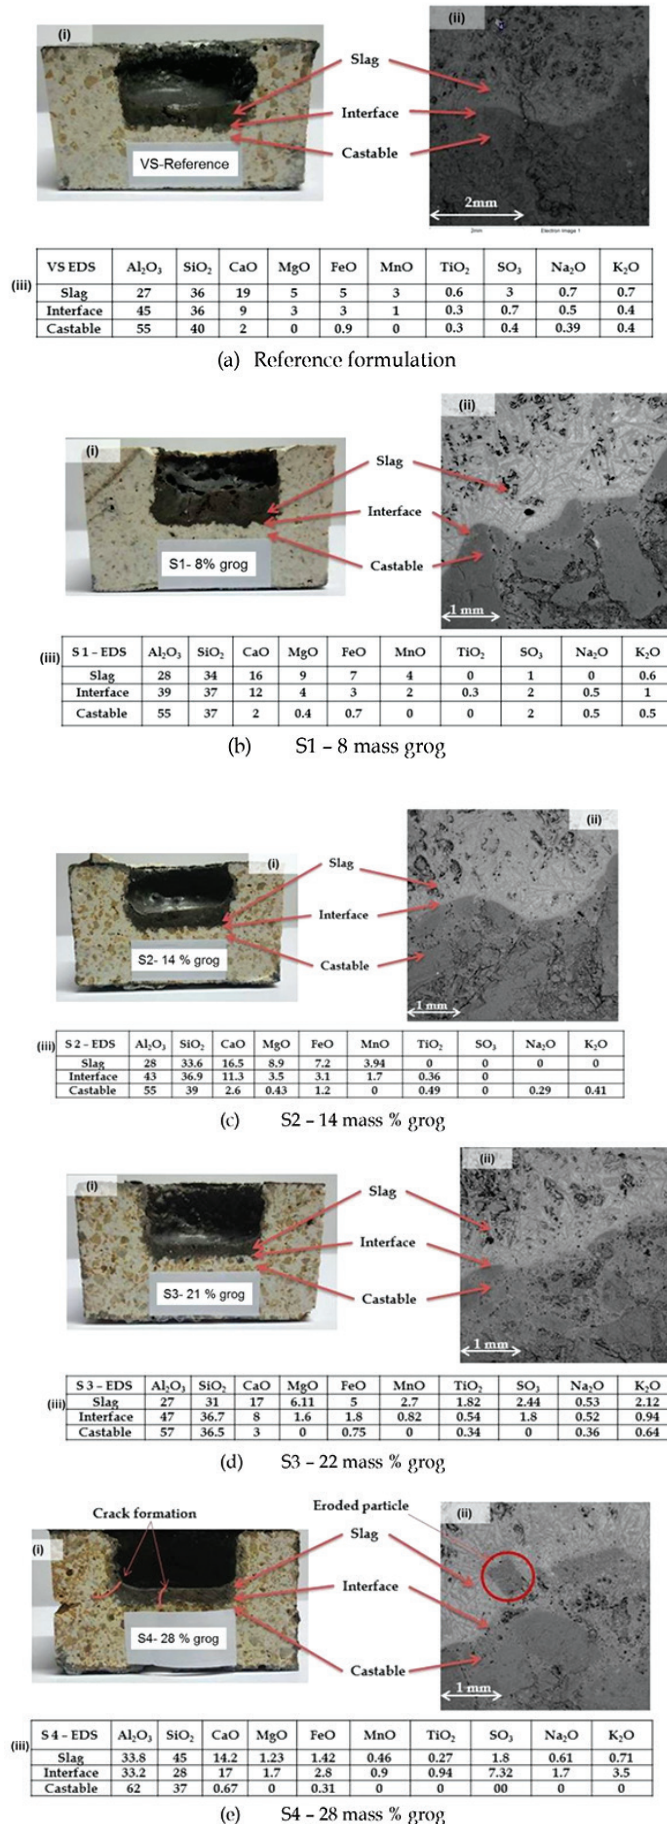 (i)
(ii)
Slag
Interface
Castable
VS-Reference
2mm
2mm
Electron image 1
(iii)
VS EDS Al₂O₃ SiO₂ CaO MgO FeO MnO TiO₂ SO₃ Na₂O K₂O
Slag 27 36 19 5 5 3 0.6 3 0.7 0.7
Interface 45 36 9 3 3 1 0.3 0.7 0.5 0.4
Castable 55 40 2 0 0.9 0 0.3 0.4 0.39 0.4
(a) Reference formulation
(i)
(ii)
Slag
Interface
Castable
S1- 8% grog
1 mm
(iii)
S 1 – EDS Al₂O₃ SiO₂ CaO MgO FeO MnO TiO₂ SO₃ Na₂O K₂O
Slag 28 34 16 9 7 4 0 1 0 0.6
Interface 39 37 12 4 3 2 0.3 2 0.5 1
Castable 55 37 2 0.4 0.7 0 0 2 0.5 0.5
(b) S1 – 8 mass grog
(i)
(ii)
Slag
Interface
Castable
S2- 14 % grog
1 mm
(iii)
S 2 – EDS Al₂O₃ SiO₂ CaO MgO FeO MnO TiO₂ SO₃ Na₂O K₂O
Slag 28 33.6 16.5 8.9 7.2 3.94 0 0 0 0
Interface 43 36.9 11.3 3.5 3.1 1.7 0.36 0
Castable 55 39 2.6 0.43 1.2 0 0.49 0 0.29 0.41
(c) S2 – 14 mass % grog
(i)
(ii)
Slag
Interface
Castable
S3- 21 % grog
1 mm
(iii)
S 3 – EDS Al₂O₃ SiO₂ CaO MgO FeO MnO TiO₂ SO₃ Na₂O K₂O
Slag 27 31 17 6.11 5 2.7 1.82 2.44 0.53 2.12
Interface 47 36.7 8 1.6 1.8 0.82 0.54 1.8 0.52 0.94
Castable 57 36.5 3 0 0.75 0 0.34 0 0.36 0.64
(d) S3 – 22 mass % grog
Crack formation
Eroded particle
(i)
(ii)
Slag
Interface
Castable
S4- 28 % grog
1 mm
(iii)
S 4 – EDS Al₂O₃ SiO₂ CaO MgO FeO MnO TiO₂ SO₃ Na₂O K₂O
Slag 33.8 45 14.2 1.23 1.42 0.46 0.27 1.8 0.61 0.71
Interface 33.2 28 17 1.7 2.8 0.9 0.94 7.32 1.7 3.5
Castable 62 37 0.67 0 0.31 0 0 00 0 0
(e) S4 – 28 mass % grog